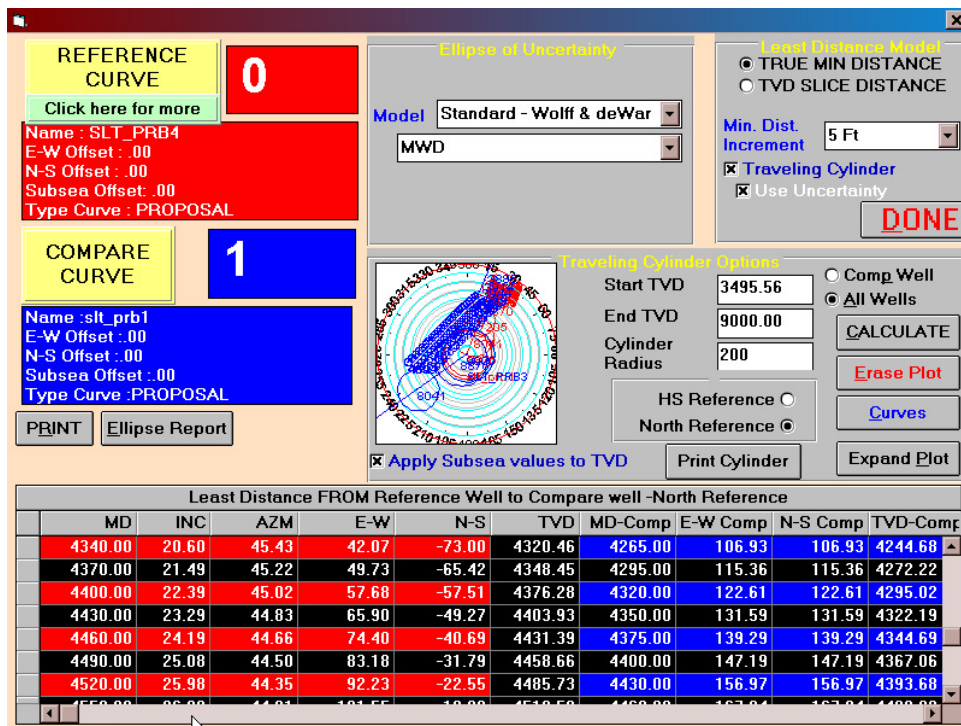 REFERENCE
CURVE
0
Click here for more
Name : SLT_PRB4
E-W Offset : .00
N-S Offset : .00
Subsea Offset: .00
Type Curve : PROPOSAL
COMPARE
CURVE
1
Name :slt_prb1
E-W Offset :.00
N-S Offset :.00
Subsea Offset :.00
Type Curve :PROPOSAL
PRINT
Ellipse Report
Ellipse of Uncertainty
Model
Standard - Wolff & deWar
MWD
Least Distance Model
TRUE MIN DISTANCE
TVD SLICE DISTANCE
Min. Dist.
Increment
5 Ft
Traveling Cylinder
Use Uncertainty
DONE
Traveling Cylinder Options
Start TVD 3495.56
End TVD 9000.00
Cylinder
Radius
200
HS Reference
North Reference
Comp Well
All Wells
CALCULATE
Erase Plot
Curves
Expand Plot
8041
Apply Subsea values to TVD
Print Cylinder
Least Distance FROM Reference Well to Compare well -North Reference
MD INC AZM E-W N-S TVD MD-Comp E-W Comp N-S Comp TVD-Comp
4340.00 20.60 45.43 42.07 -73.00 4320.46 4265.00 106.93 106.93 4244.68
4370.00 21.49 45.22 49.73 -65.42 4348.45 4295.00 115.36 115.36 4272.22
4400.00 22.39 45.02 57.68 -57.51 4376.28 4320.00 122.61 122.61 4295.02
4430.00 23.29 44.83 65.90 -49.27 4403.93 4350.00 131.59 131.59 4322.19
4460.00 24.19 44.66 74.40 -40.69 4431.39 4375.00 139.29 139.29 4344.69
4490.00 25.08 44.50 83.18 -31.79 4458.66 4400.00 147.19 147.19 4367.06
4520.00 25.98 44.35 92.23 -22.55 4485.73 4430.00 156.97 156.97 4393.68